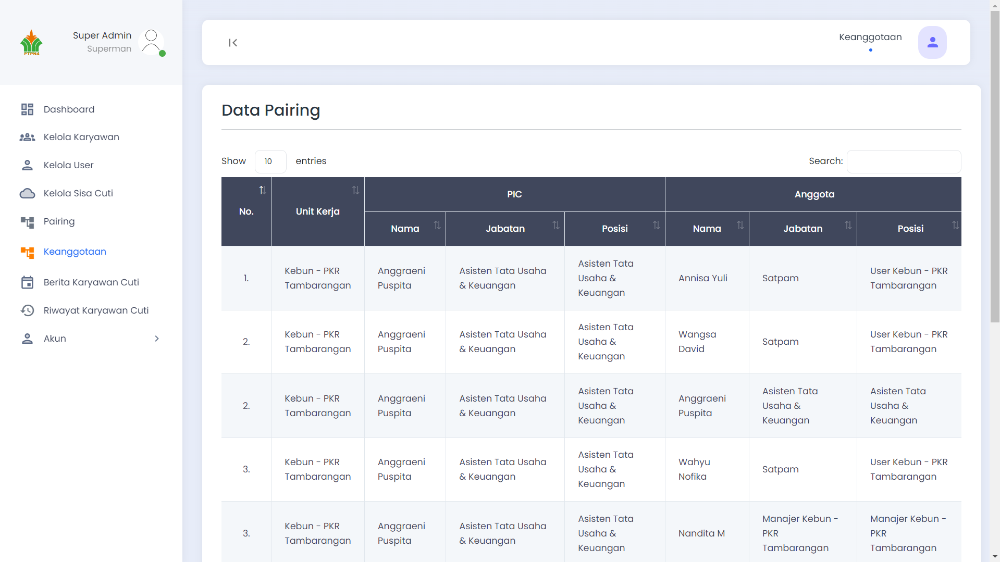 PTPN4
Super Admin
Superman
Dashboard
Kelola Karyawan
Kelola User
Kelola Sisa Cuti
Pairing
Keanggotaan
Berita Karyawan Cuti
Riwayat Karyawan Cuti
Akun
Keanggotaan
Data Pairing
Show 10 entries
Search:
No. Unit Kerja PIC Anggota
Nama Jabatan Posisi Nama Jabatan Posisi
1.
Kebun - PKR
Tambarangan
Anggraeni
Puspita
Asisten Tata Usaha
& Keuangan
Asisten Tata
Usaha &
Keuangan
Annisa Yuli
Satpam
User Kebun - PKR
Tambarangan
2.
Kebun - PKR
Tambarangan
Anggraeni
Puspita
Asisten Tata Usaha
& Keuangan
Asisten Tata
Usaha &
Keuangan
Wangsa
David
Satpam
User Kebun - PKR
Tambarangan
2.
Kebun - PKR
Tambarangan
Anggraeni
Puspita
Asisten Tata Usaha
& Keuangan
Asisten Tata
Usaha &
Keuangan
Anggraeni
Puspita
Asisten Tata
Usaha &
Keuangan
Asisten Tata
Usaha &
Keuangan
3.
Kebun - PKR
Tambarangan
Anggraeni
Puspita
Asisten Tata Usaha
& Keuangan
Asisten Tata
Usaha &
Keuangan
Wahyu
Nofika
Satpam
User Kebun - PKR
Tambarangan
3.
Kebun - PKR
Tambarangan
Anggraeni
Puspita
Asisten Tata Usaha
& Keuangan
Asisten Tata
Usaha &
Keuangan
Nandita M
Manajer Kebun -
PKR
Tambarangan
Manajer Kebun -
PKR
Tambarangan